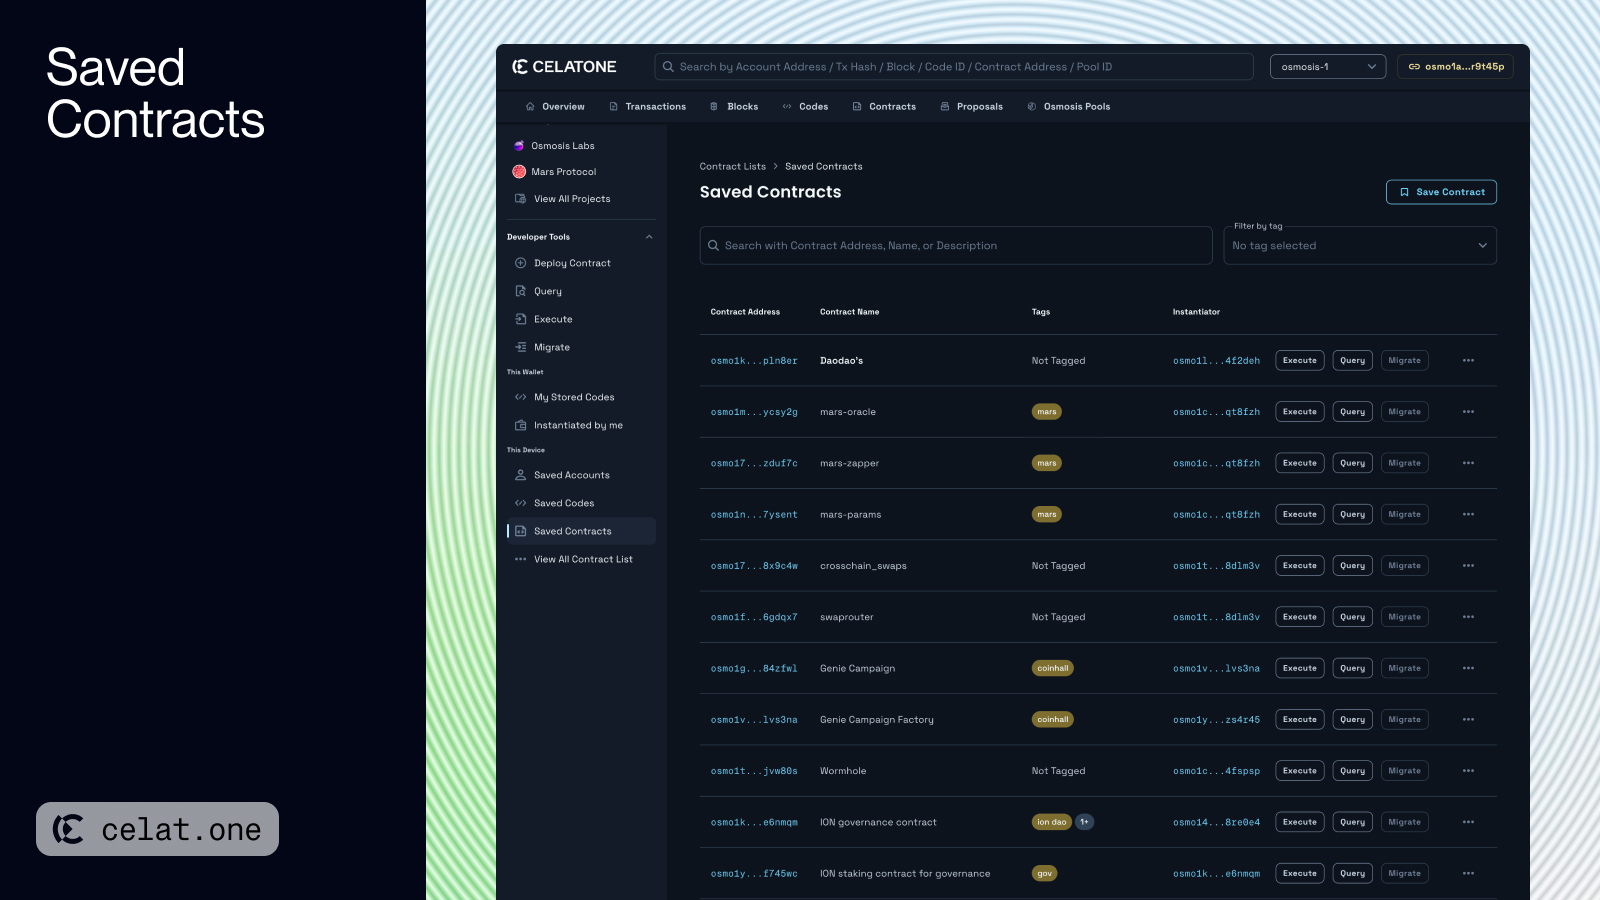 Saved
Contracts
celat.one
CELATONE
Search by Account Address / Tx Hash / Block / Code ID / Contract Address / Pool ID
osmosis-1
osmo1a...r9t45p
Overview Transactions Blocks Codes Contracts Proposals Osmosis Pools
Osmosis Labs
Mars Protocol
View All Projects
Developer Tools
Deploy Contract
Query
Execute
Migrate
This Wallet
My Stored Codes
Instantiated by me
This Device
Saved Accounts
Saved Codes
Saved Contracts
View All Contract List
Contract Lists > Saved Contracts
Saved Contracts
Save Contract
Search with Contract Address, Name, or Description
Filter by tag
No tag selected
Contract Address Contract Name Tags Instantiator
osmo1k...pln8er Daodao's Not Tagged osmo1l...4f2deh Execute Query Migrate
osmo1m...ycsy2g mars-oracle mars osmo1c...qt8fzh Execute Query Migrate
osmo17...zduf7c mars-zapper mars osmo1c...qt8fzh Execute Query Migrate
osmo1n...7ysent mars-params mars osmo1c...qt8fzh Execute Query Migrate
osmo17...8x9c4w crosschain_swaps Not Tagged osmo1t...8dlm3v Execute Query Migrate
osmo1f...6gdqx7 swaprouter Not Tagged osmo1t...8dlm3v Execute Query Migrate
osmo1g...84zfwl Genie Campaign coinhall osmo1v...lvs3na Execute Query Migrate
osmo1v...lvs3na Genie Campaign Factory coinhall osmo1y...zs4r45 Execute Query Migrate
osmo1t...jvw80s Wormhole Not Tagged osmo1c...4fspsp Execute Query Migrate
osmo1k...e6nmqm ION governance contract ion dao 1+ osmo14...8re0e4 Execute Query Migrate
osmo1y...f745wc ION staking contract for governance gov osmo1k...e6nmqm Execute Query Migrate